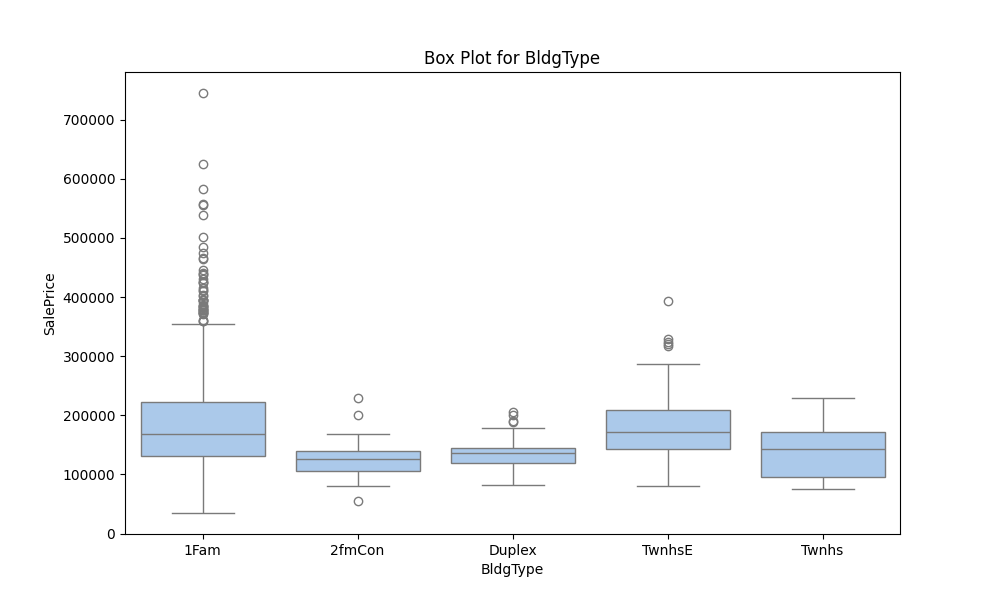 Box Plot for BldgType
700000
600000
500000
400000
300000
200000
100000
0
SalePrice
1Fam 2fmCon Duplex TwnhsE Twnhs
BldgType